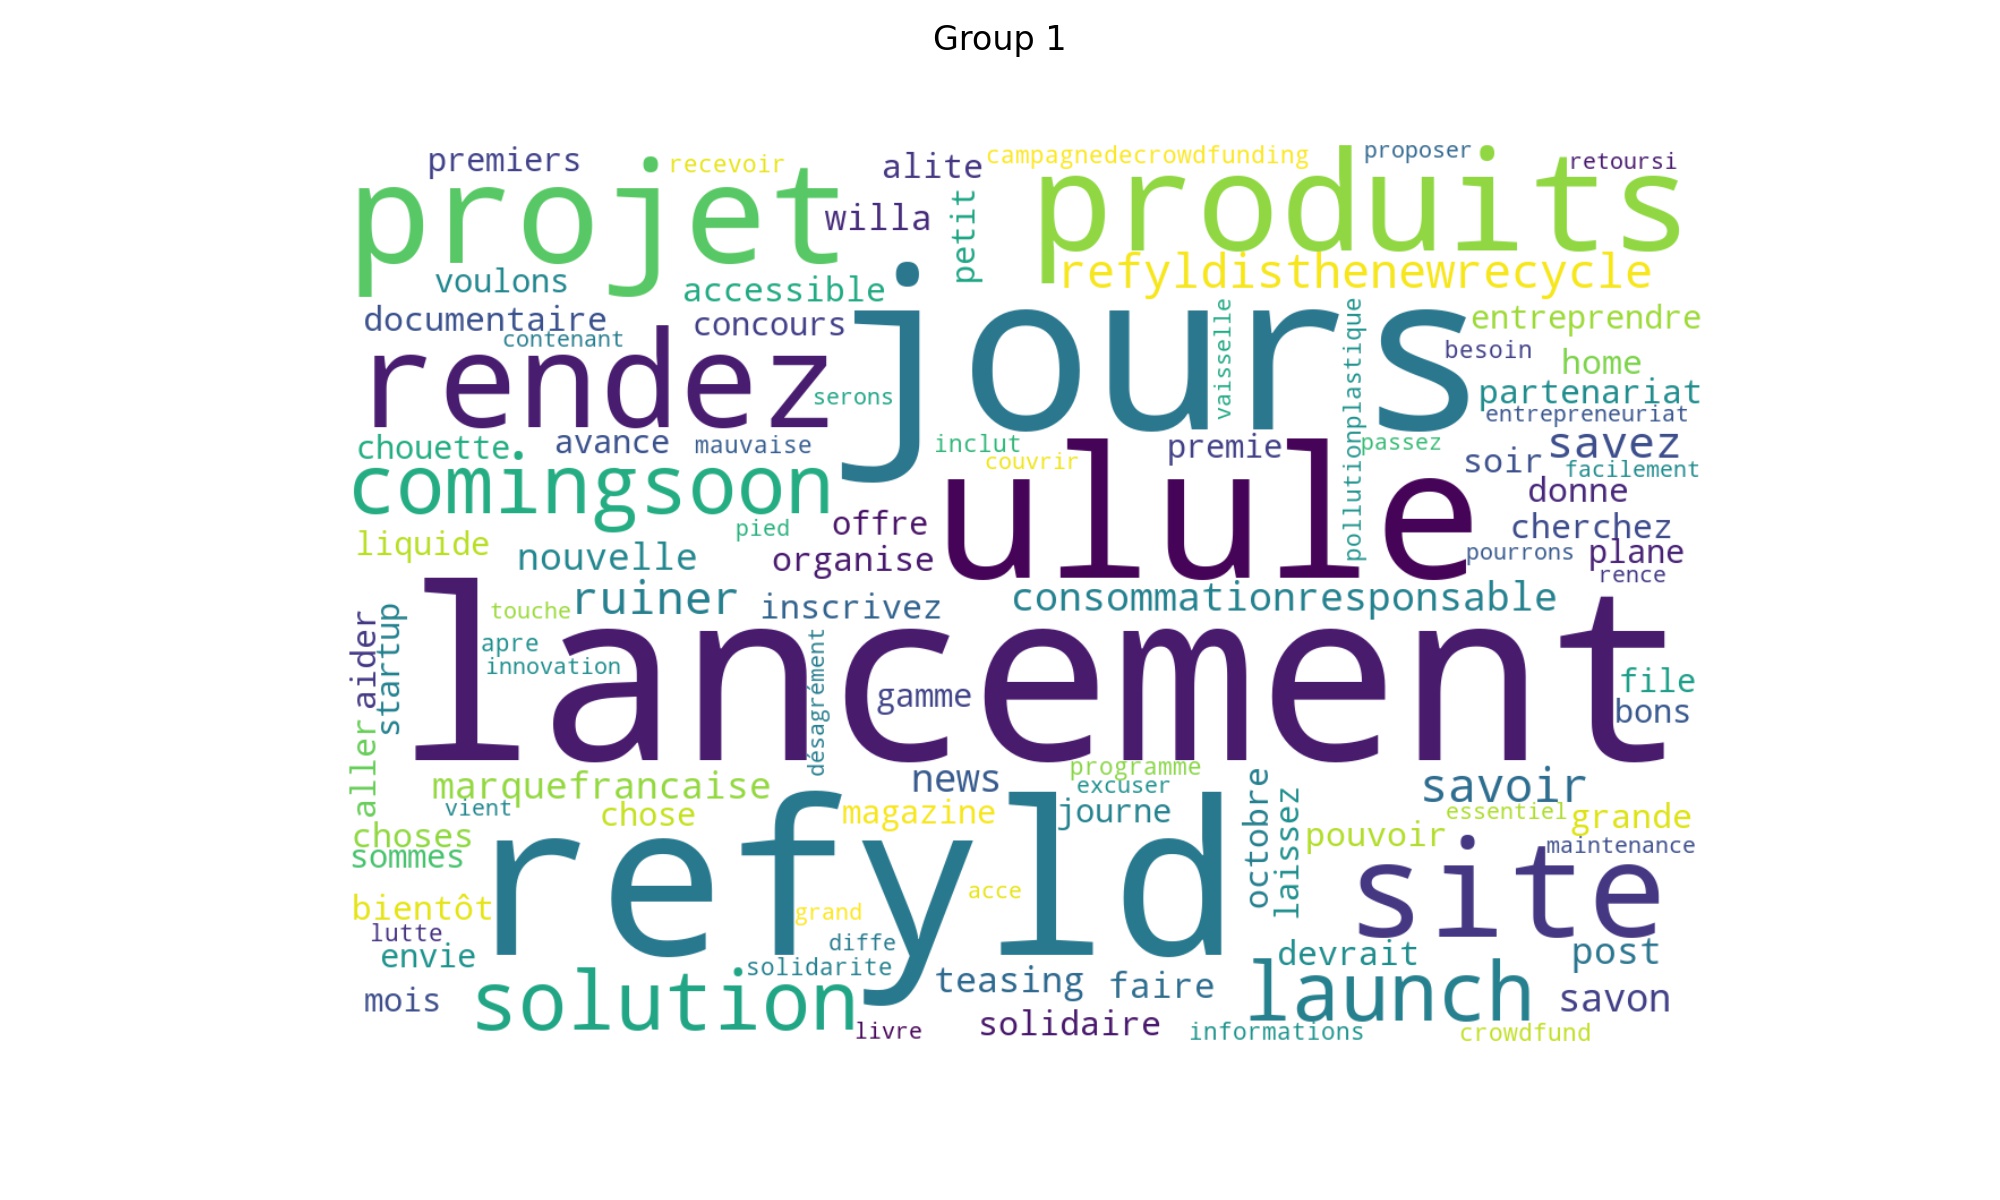 Group 1
premiers
recevoir
alite
campagnedecrowdfunding
proposer
retoursi
projet
willa
petit
produits
voulons
accessible
refyldisthenewrecycle
documentaire
concours
contenant
jours
vaisselle
pollutionplastique
entreprendre
rendez
serons
besoin
home
partenariat
entrepreneuriat
chouette
avance
mauvaise
inclut
couvrir
premie
passez
soir
savez
facilement
comingsoon
ulule
donne
pied
offre
cherchez
liquide
nouvelle
organise
pourrons
plane
rence
touche
ruiner
inscrivez
consommationresponsable
aider
startup
apre
innovation
lancement
désagrément
gamme
file
bons
aller
marquefrancaise
news
programme
excuser
savoir
vient
chose
magazine
journe
octobre
laissez
essentiel
grande
choses
sommes
refyld
pouvoir
maintenance
site
acce
bientôt
grand
lutte
diffe
envie
solidarite
devrait
post
mois
solution
teasing
faire
launch
savon
livre
solidaire
informations
crowdfund